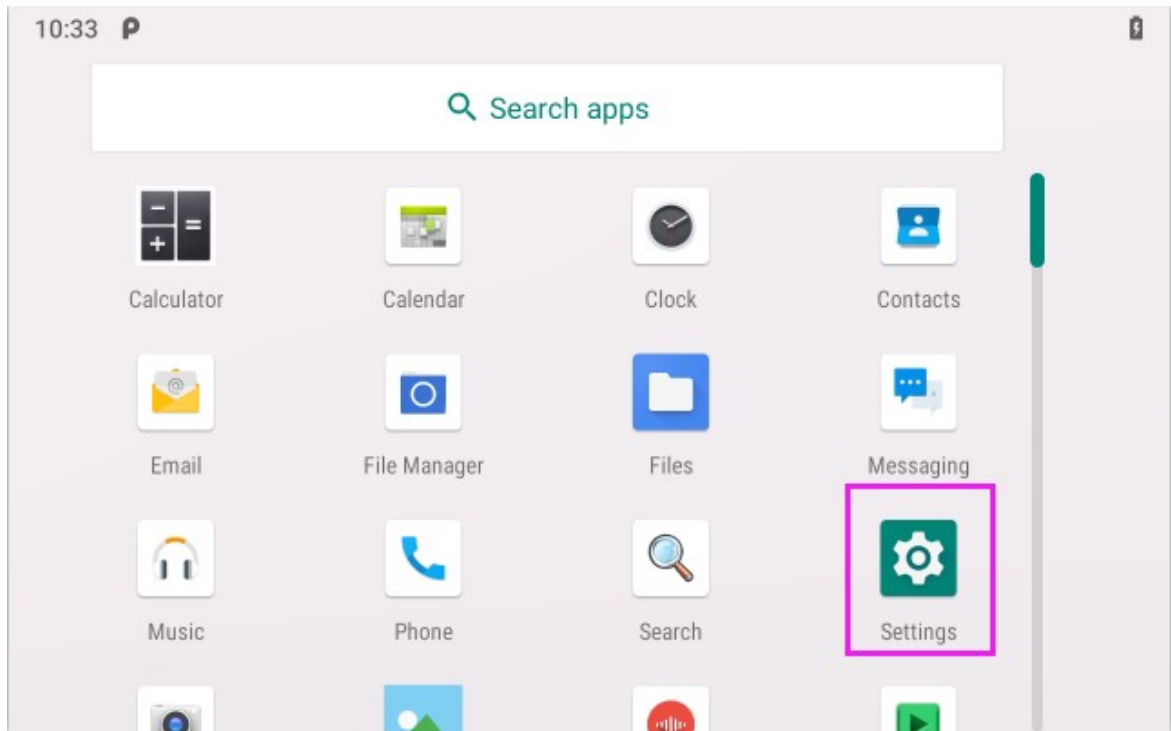 10:33
Search apps
Calculator Calendar Clock Contacts
Email File Manager Files Messaging
Music Phone Search Settings